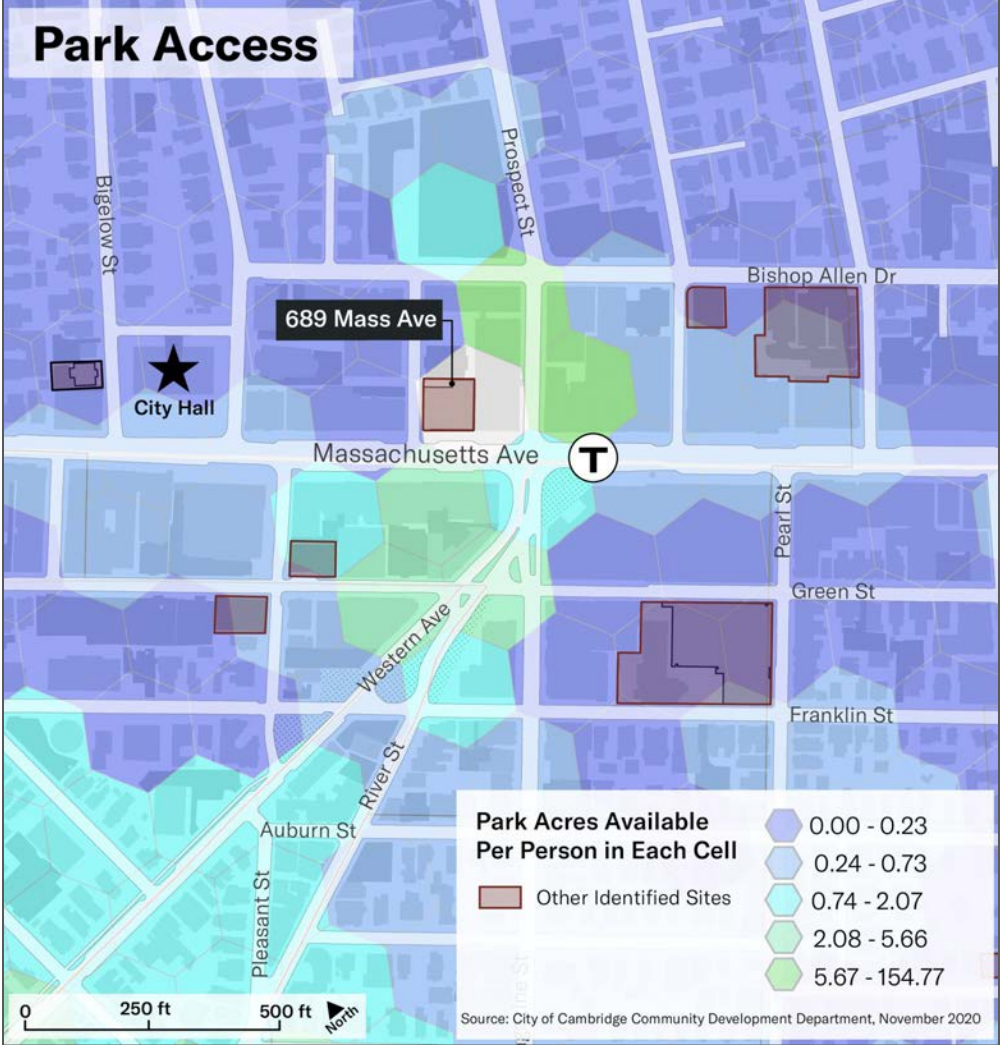 Park Access
Prospect St
Bigelow St
Bishop Allen Dr
689 Mass Ave
City Hall
Massachusetts Ave
T
Pearl St
Green St
Western Ave
Franklin St
River St
Auburn St
Pleasant St
Park Acres Available
Per Person in Each Cell
Other Identified Sites
0.00 - 0.23
0.24 - 0.73
0.74 - 2.07
2.08 - 5.66
5.67 - 154.77
0 250 ft 500 ft North
Source: City of Cambridge Community Development Department, November 2020